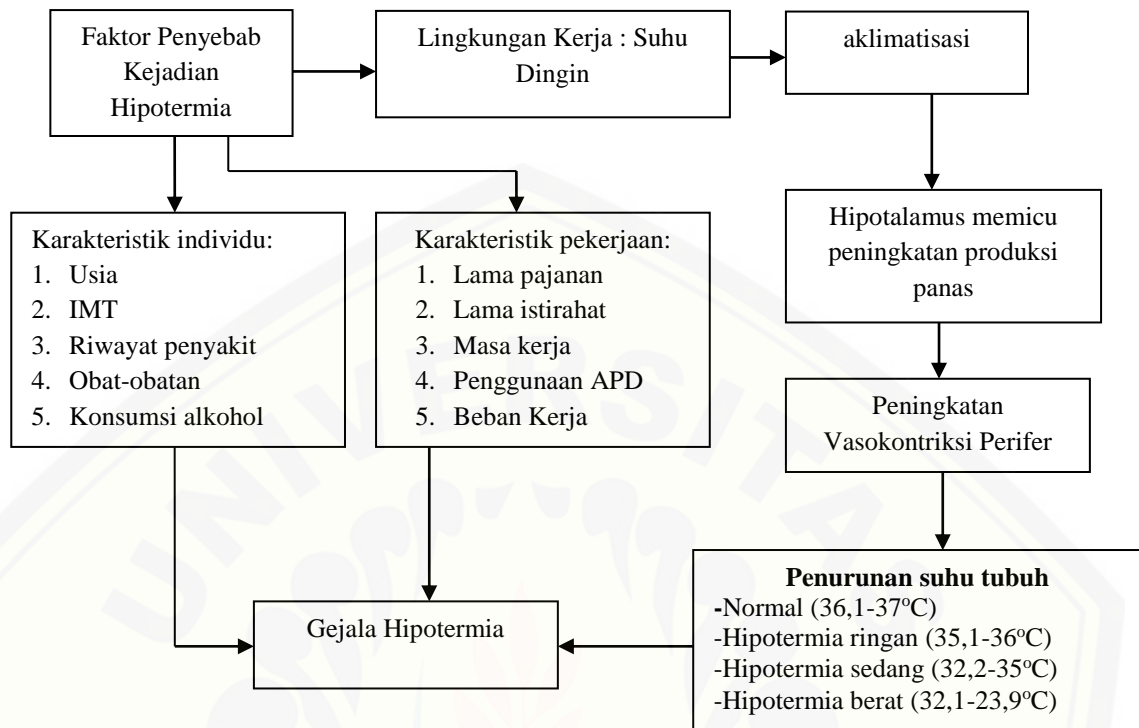 Faktor Penyebab
Kejadian
Hipotermia
Lingkungan Kerja : Suhu
Dingin
aklimatisasi
Karakteristik individu:
1. Usia
2. IMT
3. Riwayat penyakit
4. Obat-obatan
5. Konsumsi alkohol
Karakteristik pekerjaan:
1. Lama pajanan
2. Lama istirahat
3. Masa kerja
4. Penggunaan APD
5. Beban Kerja
Hipotalamus memicu
peningkatan produksi
panas
Peningkatan
Vasokontriksi Perifer
Penurunan suhu tubuh
-Normal (36,1-37°C)
-Hipotermia ringan (35,1-36°C)
-Hipotermia sedang (32,2-35°C)
-Hipotermia berat (32,1-23,9°C)
Gejala Hipotermia
UNIVERSITAS